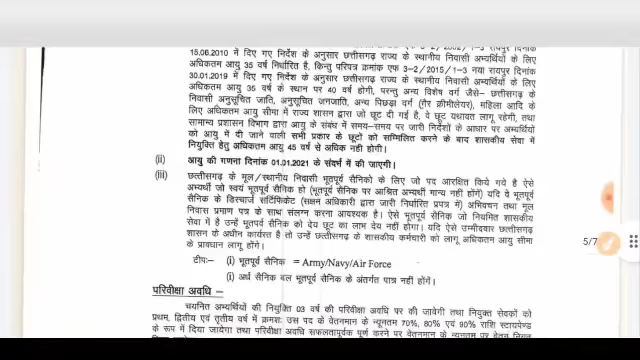 15.06.2010 में दिए गए निर्देश के अनुसार छत्तीसगढ़ राज्य के स्थानीय निवासी अभ्यर्थियों के लिए
अधिकतम आयु 35 वर्ष निर्धारित है, किन्तु परिपत्र क्रमांक एफ 3-2/2015/1-3 नया रायपुर दिनांक
30.01.2019 में दिए गए निर्देश के अनुसार छत्तीसगढ़ राज्य के स्थानीय निवासी अभ्यर्थियों के लिए
अधिकतम आयु 35 वर्ष के स्थान पर 40 वर्ष होगी, परन्तु अन्य विशेष वर्ग जैसे- छत्तीसगढ़ के
निवासी अनुसूचित जाति, अनुसूचित जनजाति, अन्य पिछड़ा वर्ग (गैर क्रीमीलेयर), महिला आदि के
लिए अधिकतम आयु सीमा में राज्य शासन द्वारा जो छूट दी गई है, वे छूट यथावत लागू रहेगी, तथा
सामान्य प्रशासन विभाग द्वारा आयु के संबंध में समय-समय पर जारी निर्देशों के आधार पर अभ्यर्थियों
को आयु में दी जाने वाली सभी प्रकार के छूटों को सम्मिलित करने के बाद शासकीय सेवा में
नियुक्ति हेतु अधिकतम आयु 45 वर्ष से अधिक नही होगी।
(ii) आयु की गणना दिनांक 01.01.2021 के संदर्भ में की जाएगी।
(iii) छत्तीसगढ़ के मूल/स्थानीय निवासी भूतपूर्व सैनिको के लिए जो पद आरक्षित किये गये है ऐसे
अभ्यर्थी जो स्वयं भूतपूर्व सैनिक हो (भूतपूर्व सैनिक पर आश्रित अभ्यर्थी मान्य नहीं होंगें) यदि वे भूतपूर्व
सैनिक के डिस्चार्ज सर्टिफिकेट (सक्षम अधिकारी द्वारा जारी निर्धारित प्रपत्र में) अभिवचन तथा मूल
निवास प्रमाण पत्र के साथ संलग्न करना आवश्यक है। ऐसे भूतपूर्व सैनिक जो नियमित शासकीय
सेवा में है उन्हें भूतपर्व सैनिक को देय छूट का लाभ देय नहीं होगा। यदि ऐसे उम्मीदवार छत्तीसगढ़
शासन के अधीन कार्यरत है तो उन्हें छत्तीसगढ़ के शासकीय कर्मचारी को लागू अधिकतम आयु सीमा
के प्रावधान लागू होंगे।
टीपः- (i) भूतपूर्व सैनिक = Army/Navy/Air Force
(i) अर्ध सैनिक बल भूतपूर्व सैनिक के अंतर्गत पात्र नहीं होंगें।
परिवीक्षा अवधि –
चयनित अभ्यर्थियों की नियुक्ति 03 वर्ष की परिवीक्षा अवधि पर की जावेगी तथा नियुक्त सेवकों को
प्रथम, द्वितीय एवं तृतीय वर्ष में क्रमशः उस पद के वेतनमान के न्यूनतम 70%, 80% एवं 90% राशि स्टायपेण्ड
के रूप में दिया जायेगा तथा परिवीक्षा अवधि सफलतापूर्वक पूर्ण करने पर वेतनमान के न्यूनतम पर वेतन
5/7